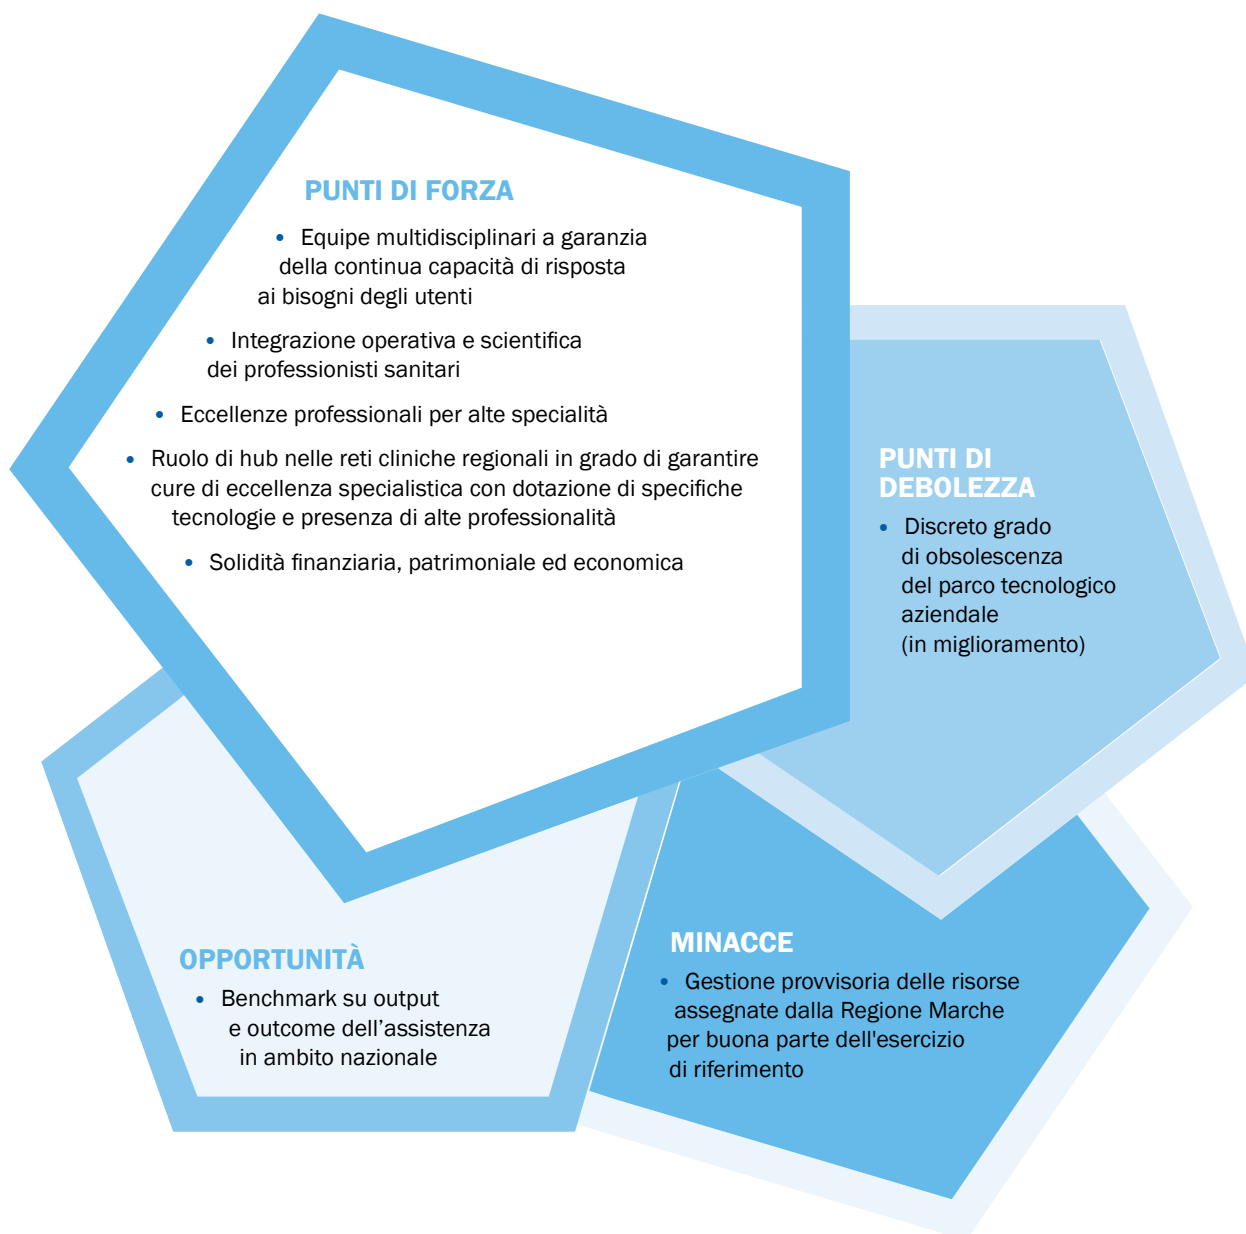 PUNTI DI FORZA
• Equipe multidisciplinari a garanzia
della continua capacità di risposta
ai bisogni degli utenti
• Integrazione operativa e scientifica
dei professionisti sanitari
• Eccellenze professionali per alte specialità
• Ruolo di hub nelle reti cliniche regionali in grado di garantire
cure di eccellenza specialistica con dotazione di specifiche
tecnologie e presenza di alte professionalità
• Solidità finanziaria, patrimoniale ed economica
PUNTI DI
DEBOLEZZA
• Discreto grado
di obsolescenza
del parco tecnologico
aziendale
(in miglioramento)
OPPORTUNITÀ
• Benchmark su output
e outcome dell’assistenza
in ambito nazionale
MINACCE
• Gestione provvisoria delle risorse
assegnate dalla Regione Marche
per buona parte dell'esercizio
di riferimento